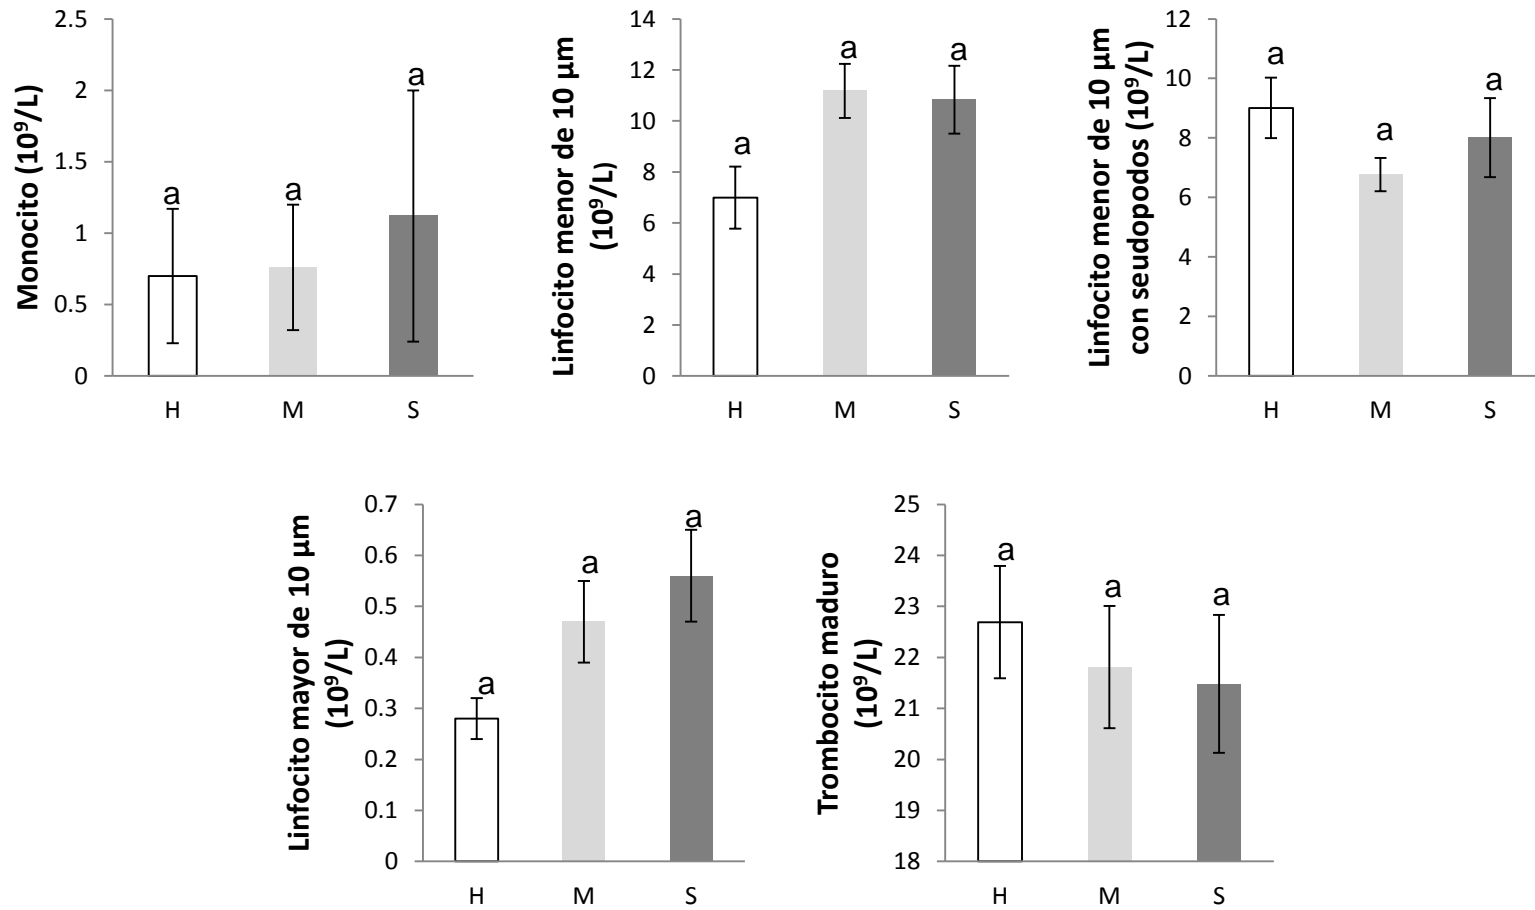 Monocito (10⁹/L)
2.5
2
1.5
1
0.5
0
a
a
a
H
M
S
Linfocito menor de 10 µm
(10⁹/L)
14
12
10
8
6
4
2
0
a
a
a
H
M
S
Linfocito menor de 10 µm
con seudopodos (10⁹/L)
12
10
8
6
4
2
0
a
a
a
H
M
S
Linfocito mayor de 10 µm
(10⁹/L)
0.7
0.6
0.5
0.4
0.3
0.2
0.1
0
a
a
a
H
M
S
Trombocito maduro
(10⁹/L)
25
24
23
22
21
20
19
18
a
a
a
H
M
S